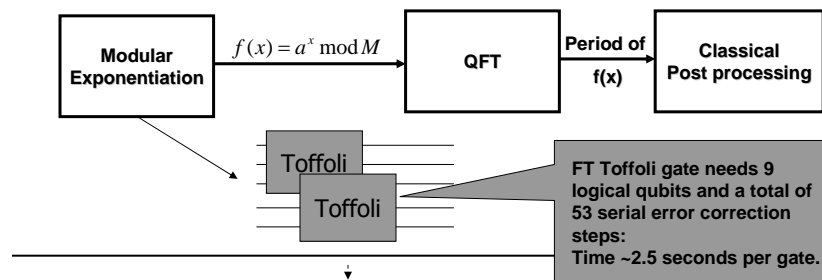 Modular
Exponentiation
f(x) = a^x mod M
QFT
Period of
f(x)
Classical
Post processing
Toffoli
Toffoli
FT Toffoli gate needs 9
logical qubits and a total of
53 serial error correction
steps:
Time ~2.5 seconds per gate.